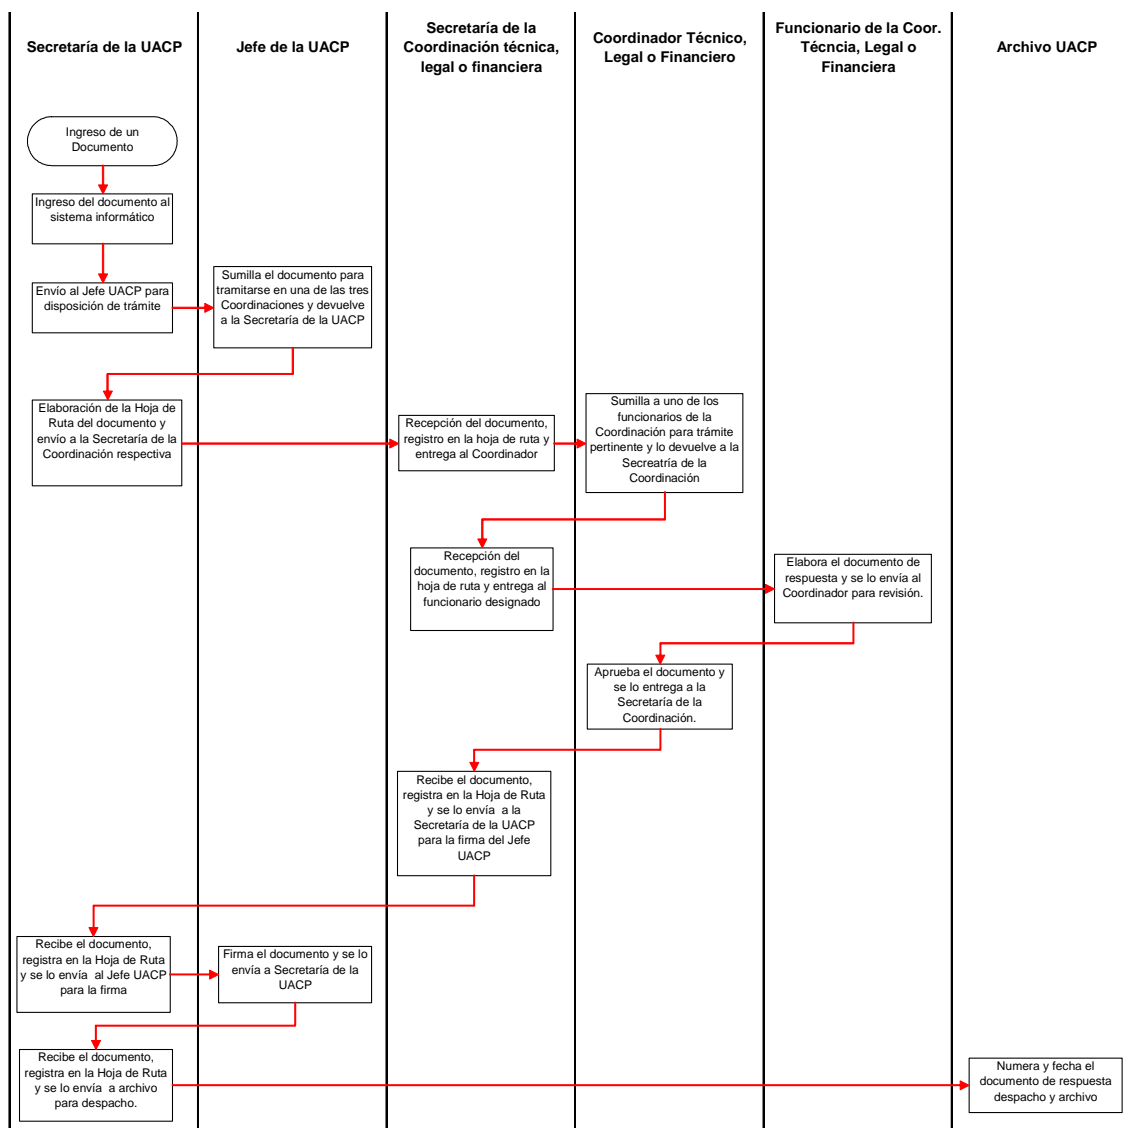 Secretaría de la UACP
Jefe de la UACP
Secretaría de la
Coordinación técnica,
legal o financiera
Coordinador Técnico,
Legal o Financiero
Funcionario de la Coor.
Técncia, Legal o
Financiera
Archivo UACP
Ingreso de un
Documento
Ingreso del documento al
sistema informático
Envío al Jefe UACP para
disposición de trámite
Sumilla el documento para
tramitarse en una de las tres
Coordinaciones y devuelve
a la Secretaría de la UACP
Elaboración de la Hoja de
Ruta del documento y
envío a la Secretaría de la
Coordinación respectiva
Recepción del documento,
registro en la hoja de ruta y
entrega al Coordinador
Sumilla a uno de los
funcionarios de la
Coordinación para trámite
pertinente y lo devuelve a la
Secreatría de la
Coordinación
Recepción del
documento, registro en la
hoja de ruta y entrega al
funcionario designado
Elabora el documento de
respuesta y se lo envía al
Coordinador para revisión.
Aprueba el documento y
se lo entrega a la
Secretaría de la
Coordinación.
Recibe el documento,
registra en la Hoja de Ruta
y se lo envía a la
Secretaría de la UACP
para la firma del Jefe
UACP
Recibe el documento,
registra en la Hoja de Ruta
y se lo envía al Jefe UACP
para la firma
Firma el documento y se lo
envía a Secretaría de la
UACP
Recibe el documento,
registra en la Hoja de Ruta
y se lo envía a archivo
para despacho.
Numera y fecha el
documento de respuesta
despacho y archivo